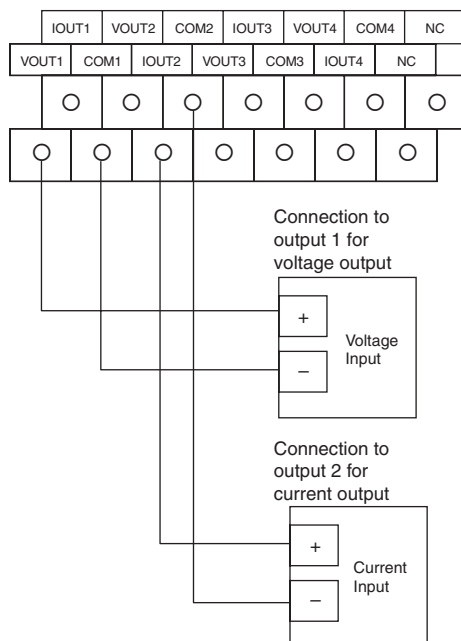 IOUT1 VOUT2 COM2 IOUT3 VOUT4 COM4 NC
VOUT1 COM1 IOUT2 VOUT3 COM3 IOUT4 NC
Connection to
output 1 for
voltage output
+
Voltage
Input
–
Connection to
output 2 for
current output
+
Current
Input
–